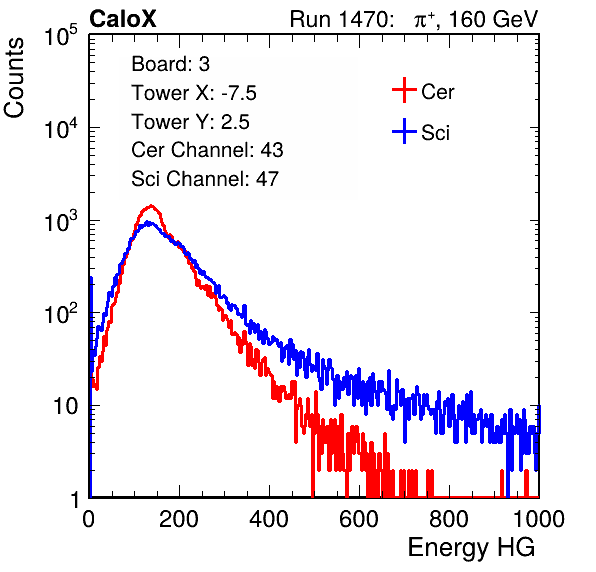 CaloX Run 1470: π⁺, 160 GeV
Counts
Board: 3
Tower X: -7.5
Tower Y: 2.5
Cer Channel: 43
Sci Channel: 47
Cer
Sci
10⁵
10⁴
10³
10²
10
1
0 200 400 600 800 1000
Energy HG